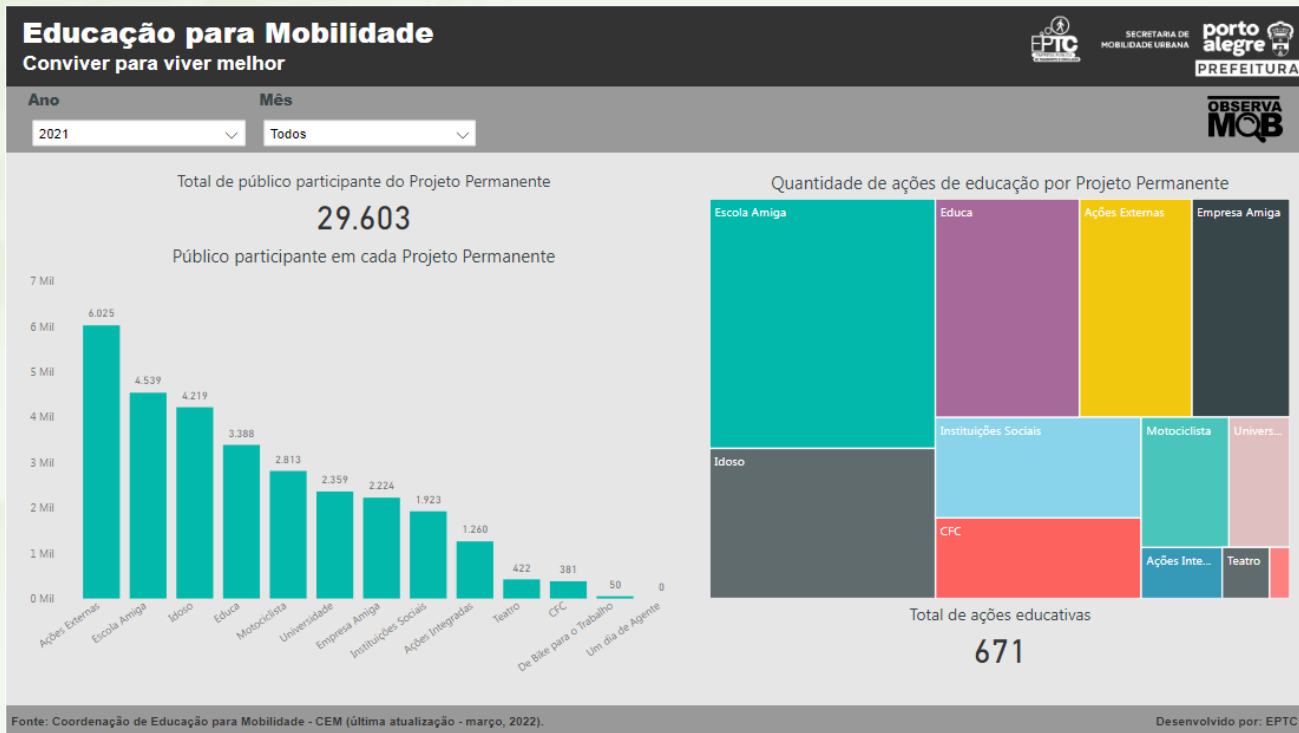 Educação para Mobilidade
Conviver para viver melhor
EPTC
SECRETARIA DE
MOBILIDADE URBANA
porto
alegre
PREFEITURA
Ano
Mês
2021
Todos
OBSERVA
MOB
Total de público participante do Projeto Permanente
29.603
Público participante em cada Projeto Permanente
7 Mil
6 Mil
5 Mil
4 Mil
3 Mil
2 Mil
1 Mil
0 Mil
6.025
4.539
4.219
3.388
2.813
2.359
2.224
1.923
1.260
422
381
50
0
Ações Externas
Escola Amiga
Idoso
Educa
Motociclista
Universidade
Empresa Amiga
Instituições Sociais
Ações Integradas
Teatro
CFC
De Bike para o Trabalho
Um dia de Agente
Quantidade de ações de educação por Projeto Permanente
Escola Amiga
Educa
Ações Externas
Empresa Amiga
Idoso
Instituições Sociais
Motociclista
Univers...
CFC
Ações Inte...
Teatro
Total de ações educativas
671
Fonte: Coordenação de Educação para Mobilidade - CEM (última atualização - março, 2022).
Desenvolvido por: EPTC